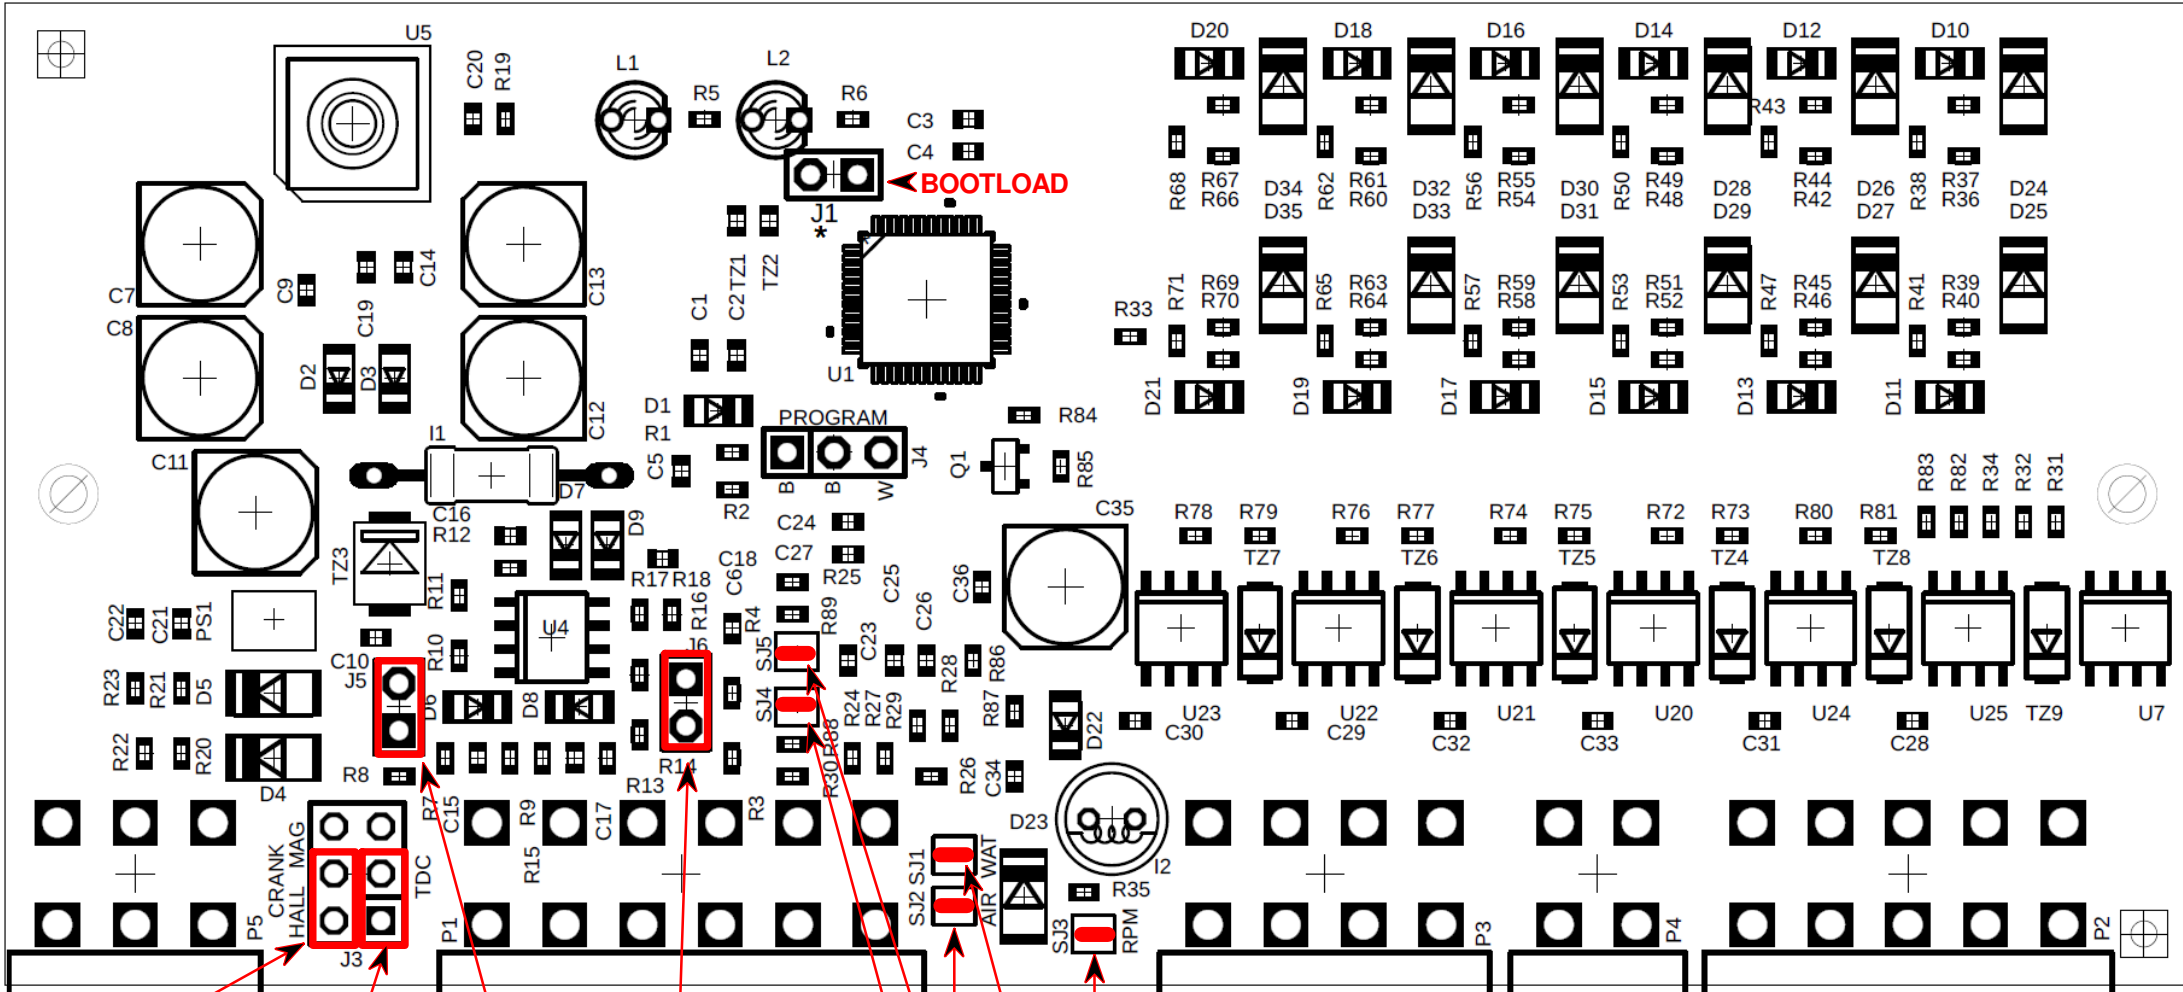 U5
C20
R19
L1
L2
R5
R6
C3
C4
BOOTLOAD
J1
*
D20
D18
D16
D14
D12
D10
R43
R68
R67
R66
D34
D35
R62
R61
R60
D32
D33
R56
R55
R54
D30
D31
R50
R49
R48
D28
D29
R44
R42
D26
D27
R38
R37
R36
D24
D25
C7
C8
C9
C19
C14
C13
C12
TZ1
TZ2
C1
C2
U1
R33
R71
R69
R70
R65
R63
R64
R57
R59
R58
R53
R51
R52
R47
R45
R46
R41
R39
R40
D2
D3
D1
R1
PROGRAM
J4
B
B
W
R84
Q1
R85
D21
D19
D17
D15
D13
D11
C11
I1
D7
C5
R2
C16
R12
D9
TZ3
C24
C27
C35
R83
R82
R34
R32
R31
R78
R79
R76
R77
R74
R75
R72
R73
R80
R81
TZ7
TZ6
TZ5
TZ4
TZ8
C22
C21
PS1
R11
R10
U4
R17
R18
R16
C6
C18
R4
R25
R89
C25
C26
C36
C23
SJ5
SJ4
J6
R23
R21
D5
C10
J5
D6
D8
R24
R27
R29
R28
R86
R87
D22
R88
U23
U22
U21
U20
U24
U25
TZ9
U7
C30
C29
C32
C33
C31
C28
R22
R20
D4
R8
R7
C15
R9
C17
R13
R14
R3
R30
R26
C34
R15
D23
I2
CRANK
HALL
MAG
TDC
P5
J3
P1
SJ1
WAT
SJ2
AIR
R35
SJ3
RPM
P3
P4
P2